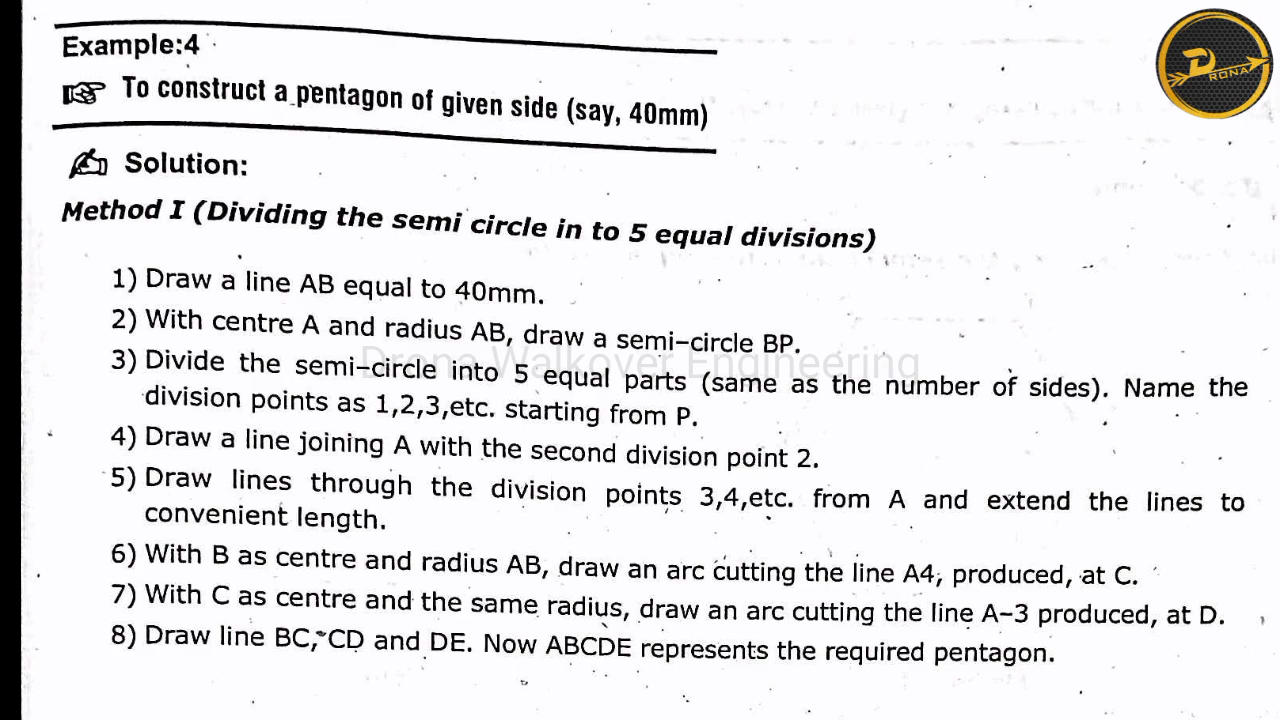 Example:4
To construct a pentagon of given side (say, 40mm)
Solution:
Method I (Dividing the semi circle in to 5 equal divisions)
1) Draw a line AB equal to 40mm.
2) With centre A and radius AB, draw a semi-circle BP.
3) Divide the semi-circle into 5 equal parts (same as the number of sides). Name the
division points as 1,2,3,etc. starting from P.
4) Draw a line joining A with the second division point 2.
5) Draw lines through the division points 3,4,etc. from A and extend the lines to
convenient length.
6) With B as centre and radius AB, draw an arc cutting the line A4, produced, at C.
7) With C as centre and the same radius, draw an arc cutting the line A-3 produced, at D.
8) Draw line BC, CD and DE. Now ABCDE represents the required pentagon.
Drona Walkover Engineering
DRONA